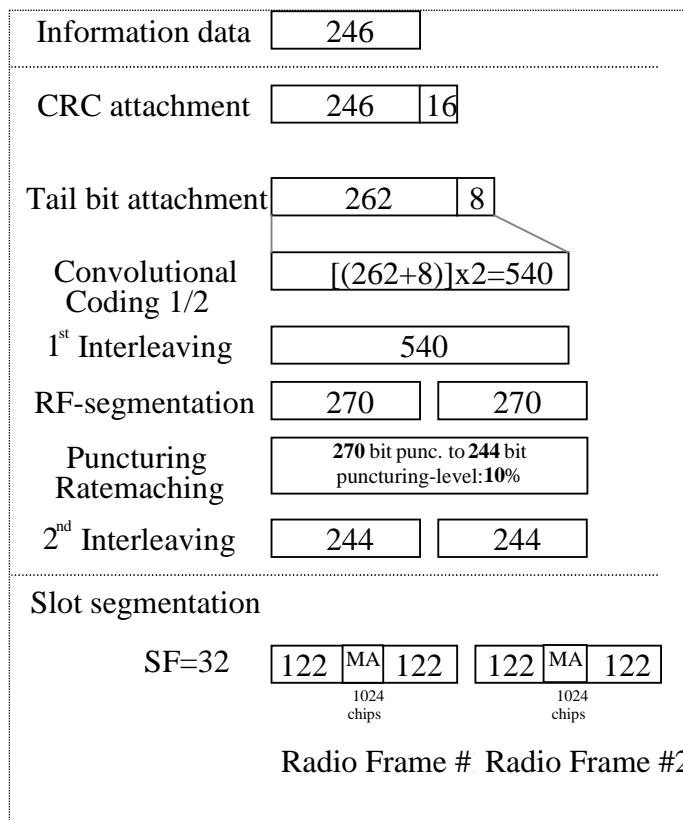 Information data 246
CRC attachment 246 16
Tail bit attachment 262 8
Convolutional Coding 1/2 [(262+8)]x2=540
1st Interleaving 540
RF-segmentation 270 270
Puncturing Ratemaching 270 bit punc. to 244 bit puncturing-level:10%
2nd Interleaving 244 244
Slot segmentation
SF=32 122 MA 122 122 MA 122
1024 chips 1024 chips
Radio Frame # Radio Frame #2